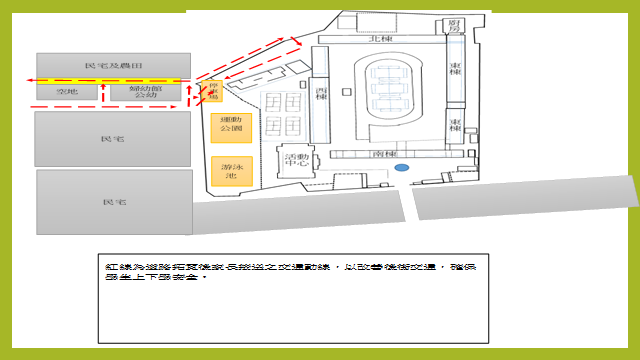 廚房
北棟
民宅及農田
東棟
空地
婦幼館
公幼
停車場
西棟
運動
公園
東棟
民宅
活動
中心
南棟
游泳
池
民宅
紅線為道路拓寬後家長接送之交通動線，以改善後街交通，確保
學生上下學安全。